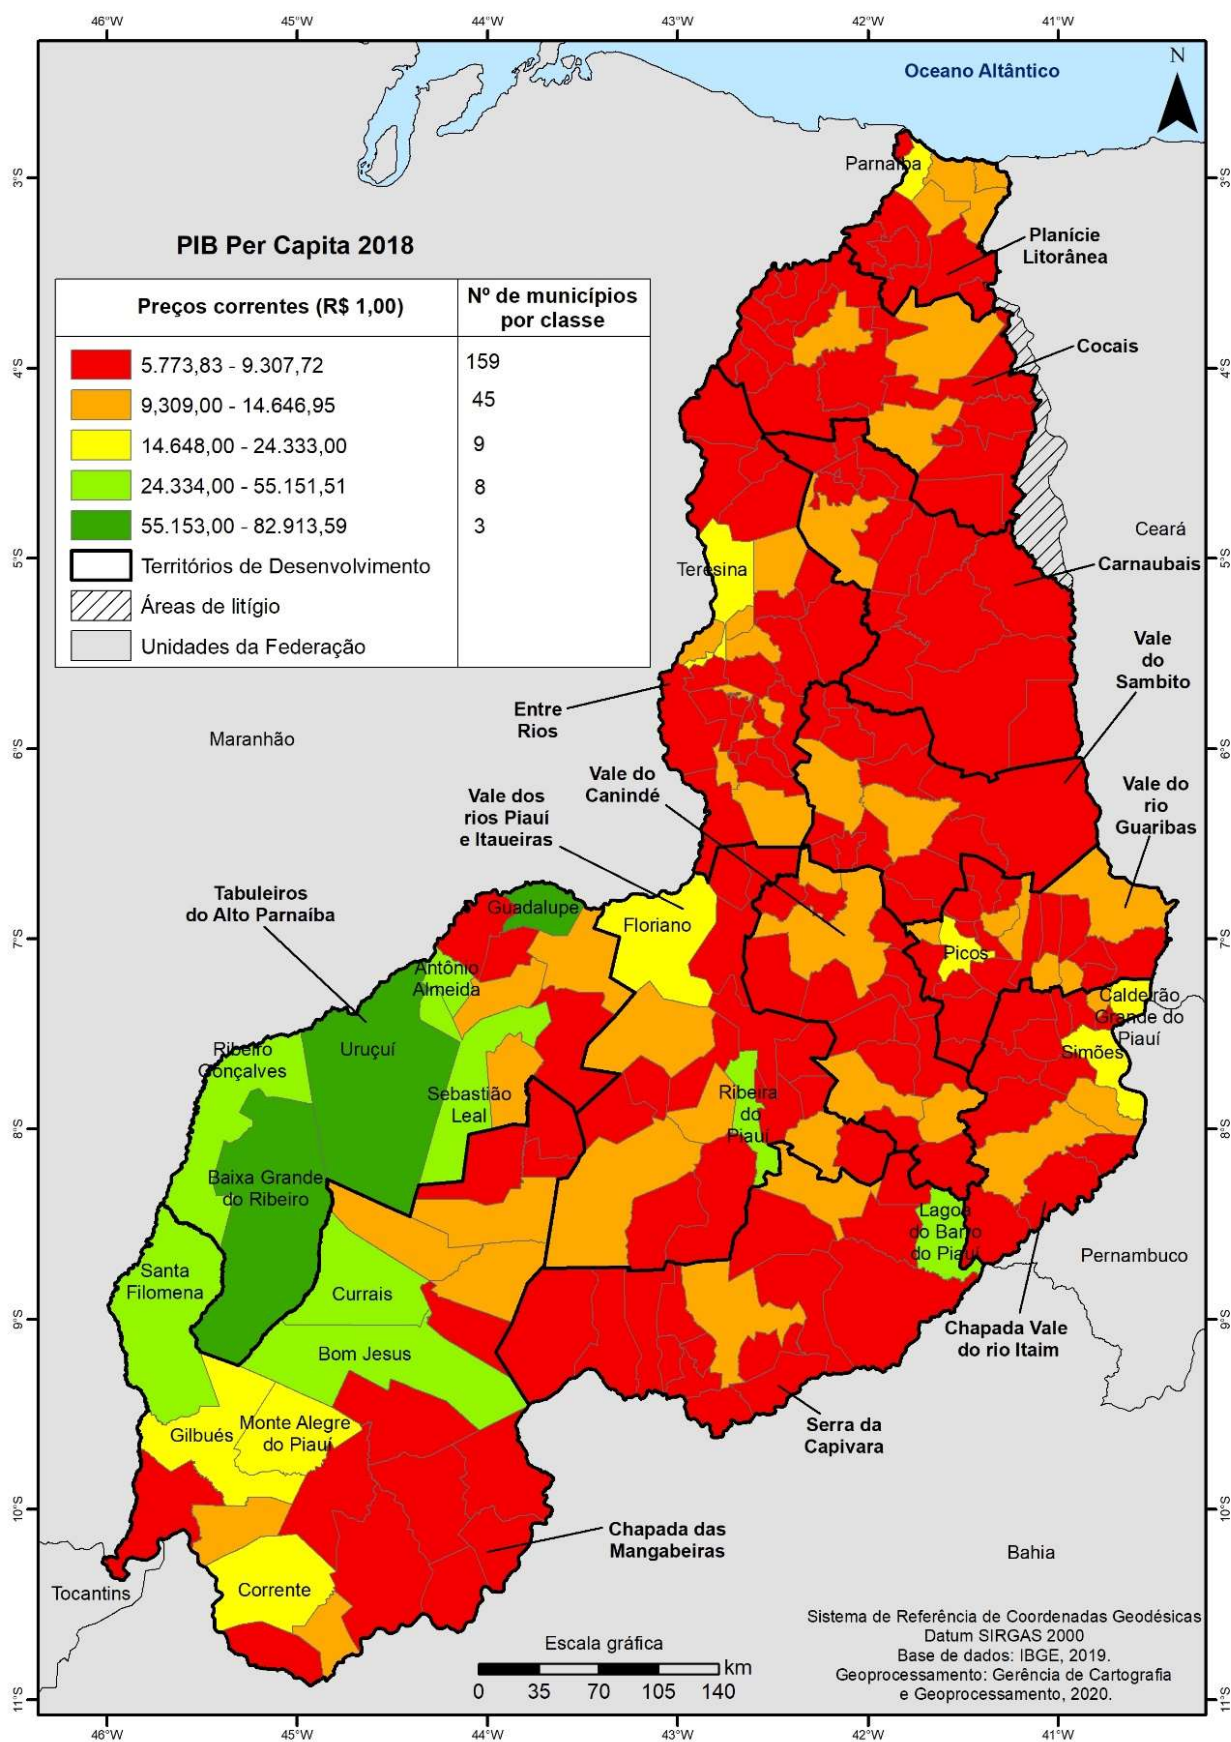 46°W 45°W 44°W 43°W 42°W 41°W
Oceano Altântico
N
3°S
3°S
Parnaíba
PIB Per Capita 2018
Planície
Litorânea
Preços correntes (R$ 1,00)
Nº de municípios
por classe
5.773,83 - 9.307,72 159
9,309,00 - 14.646,95 45
14.648,00 - 24.333,00 9
24.334,00 - 55.151,51 8
55.153,00 - 82.913,59 3
Territórios de Desenvolvimento
Áreas de litígio
Unidades da Federação
Cocais
4°S
4°S
Ceará
5°S
5°S
Carnaubais
Teresina
Vale
do
Sambito
Entre
Rios
Maranhão
6°S
6°S
Vale do
Canindé
Vale do
rio
Guaribas
Vale dos
rios Piauí
e Itaueiras
Tabuleiros
do Alto Parnaíba
Guadalupe
Floriano
7°S
7°S
Picos
Antônio
Almeida
Caldeirão
Grande do
Piauí
Ribeiro
Gonçalves
Uruçuí
Simões
Sebastião
Leal
Ribeira
do
Piauí
8°S
8°S
Baixa Grande
do Ribeiro
Lagoa
do Barro
do Piauí
Pernambuco
Santa
Filomena
Currais
9°S
9°S
Chapada Vale
do rio Itaim
Bom Jesus
Gilbués
Monte Alegre
do Piauí
Serra da
Capivara
10°S
10°S
Chapada das
Mangabeiras
Bahia
Tocantins
Corrente
Sistema de Referência de Coordenadas Geodésicas
Datum SIRGAS 2000
Base de dados: IBGE, 2019.
Geoprocessamento: Gerência de Cartografia
e Geoprocessamento, 2020.
Escala gráfica
km
0 35 70 105 140
11°S
11°S
46°W 45°W 44°W 43°W 42°W 41°W